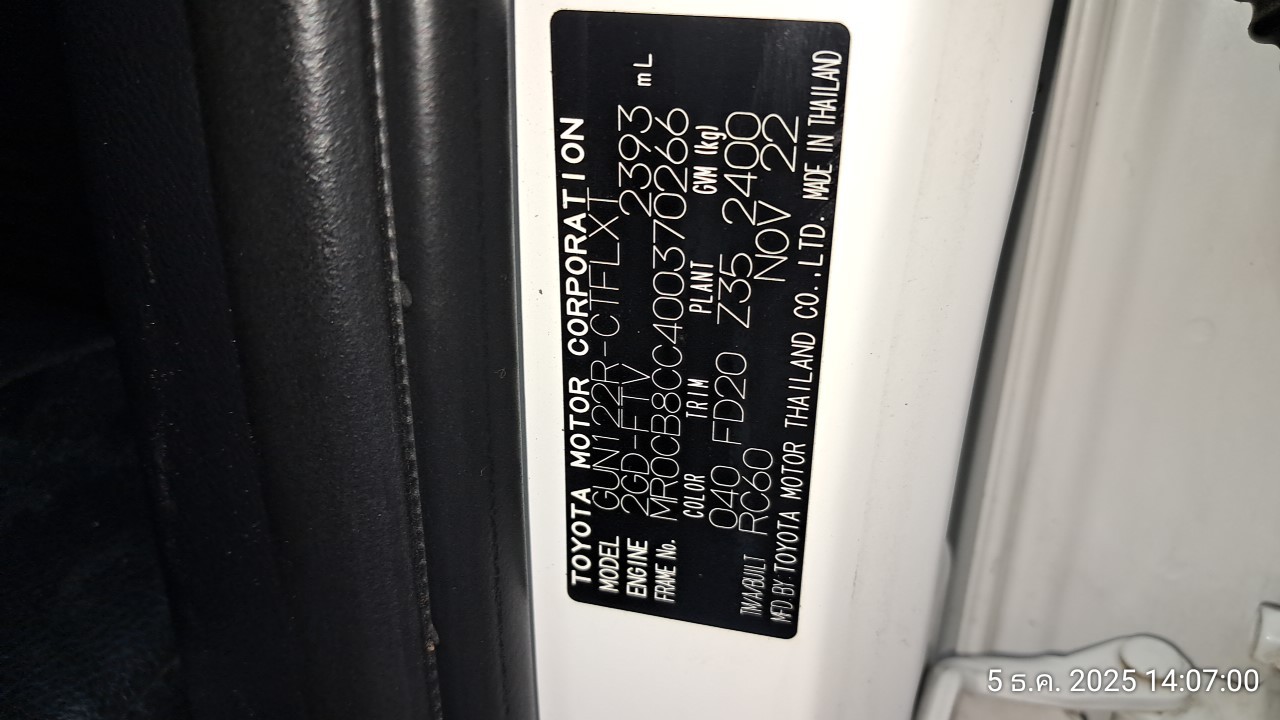 TOYOTA MOTOR CORPORATION
MODEL GUN122R-CTFLXT
ENGINE 2GD-FTV 2393 mL
FRAME No. MR0CB8CC400370266
COLOR TRIM PLANT GVM (kg)
040 FD20 Z35 2400
TM/A/BUILT RC60 NOV 22
MFD BY: TOYOTA MOTOR THAILAND CO.,LTD. MADE IN THAILAND
5 ธ.ค. 2025 14:07:00